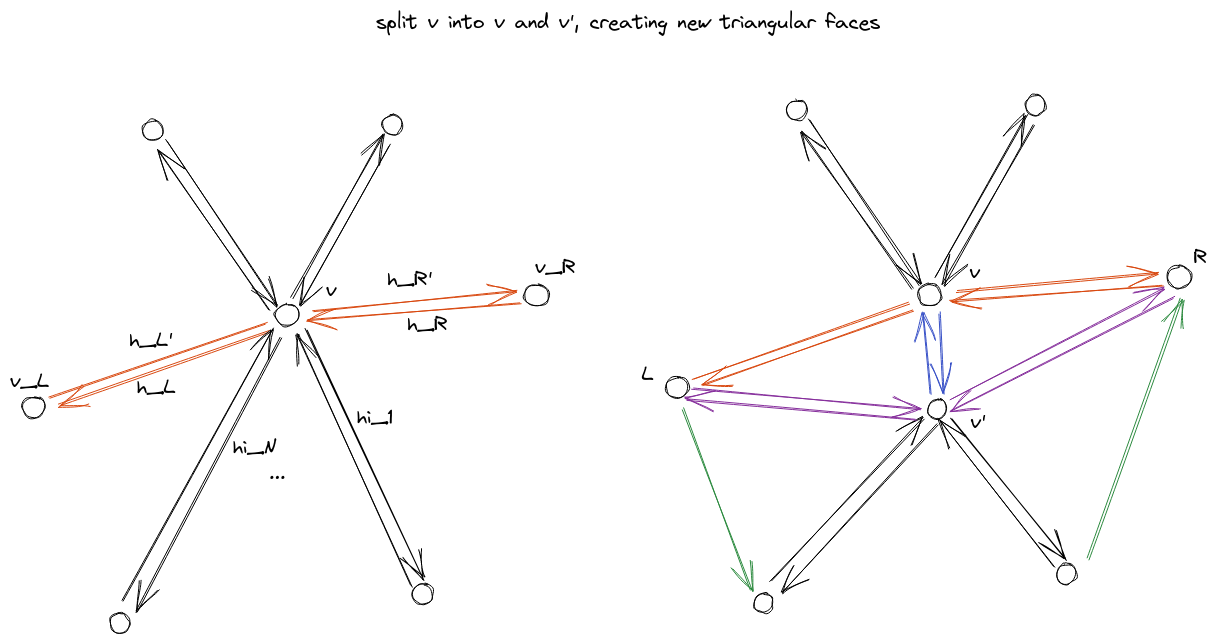 split v into v and v', creating new triangular faces
v
h_R'
v_R
h_R
h_L'
v_L
h_L
hi_1
hi_N
...
v
R
L
v'